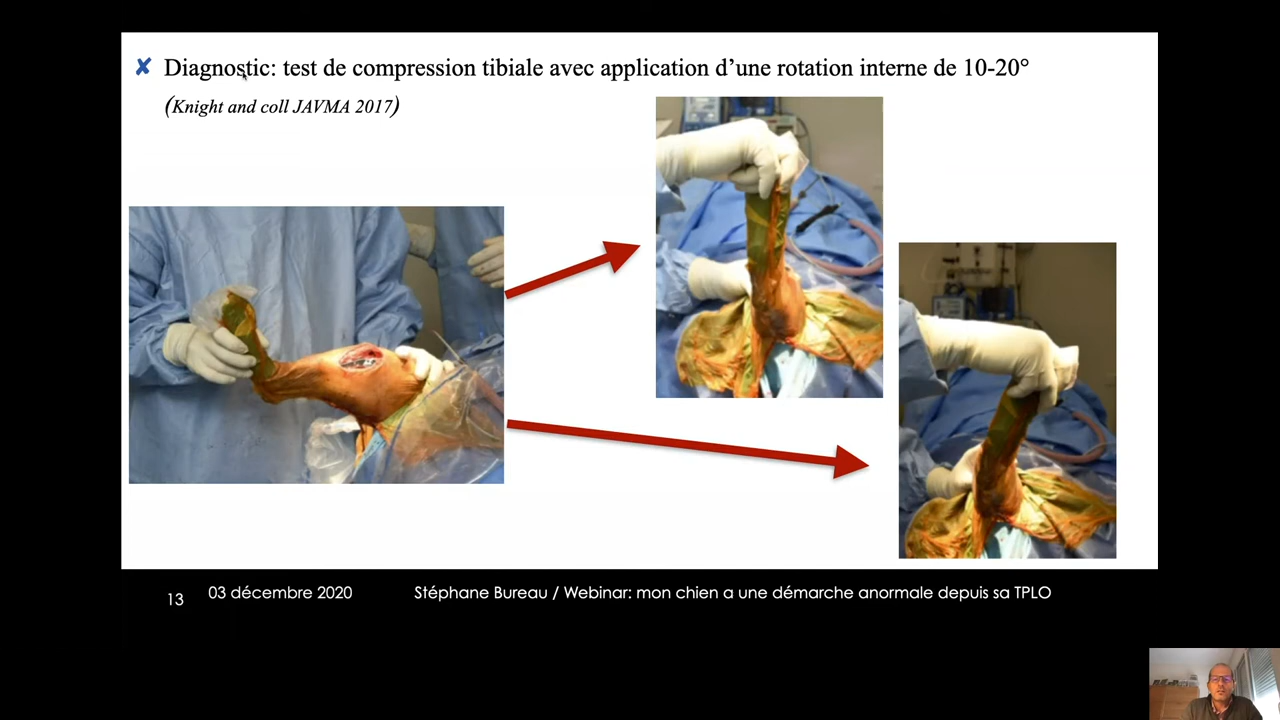 ✘ Diagnostic: test de compression tibiale avec application d’une rotation interne de 10-20°
(Knight and coll JAVMA 2017)
13 03 décembre 2020 Stéphane Bureau / Webinar: mon chien a une démarche anormale depuis sa TPLO